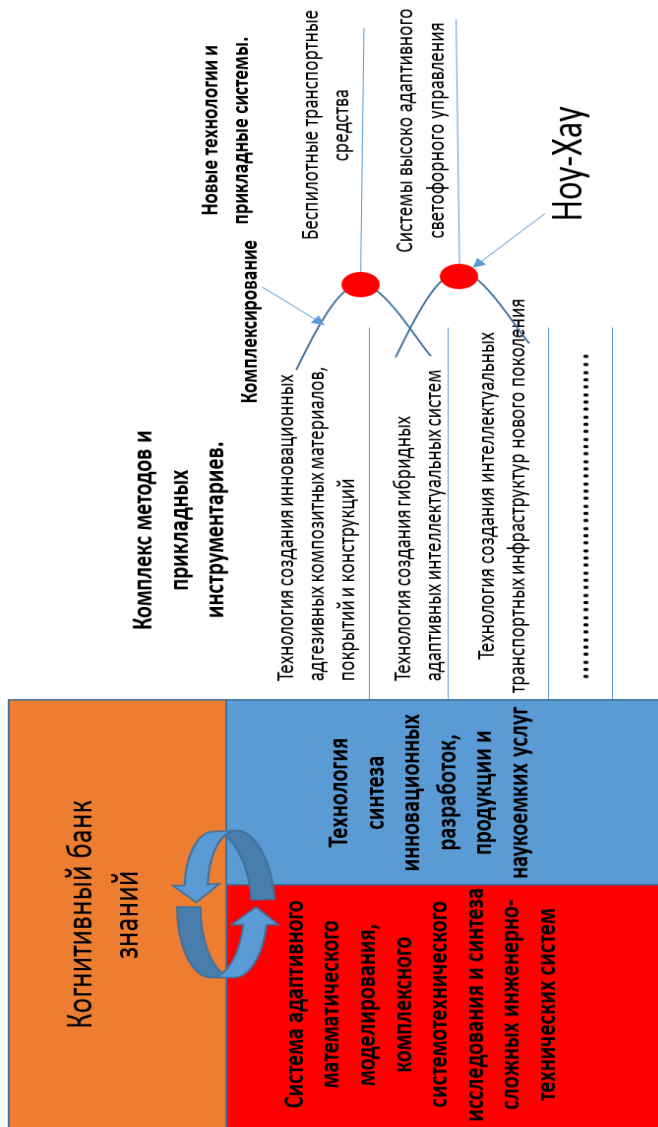 Когнитивный банк
знаний
Система адаптивного
математического
моделирования,
комплексного
системотехнического
исследования и синтеза
сложных инженерно-
технических систем
Технология
синтеза
инновационных
разработок,
продукции и
наукоемких услуг
Комплекс методов и
прикладных
инструментариев.
Технология создания инновационных
адгезивных композитных материалов,
покрытий и конструкций
Технология создания гибридных
адаптивных интеллектуальных систем
Технология создания интеллектуальных
транспортных инфраструктур нового поколения
........................................
Комплексирование
Новые технологии и
прикладные системы.
Беспилотные транспортные
средства
Системы высоко адаптивного
светофорного управления
Ноу-Хау